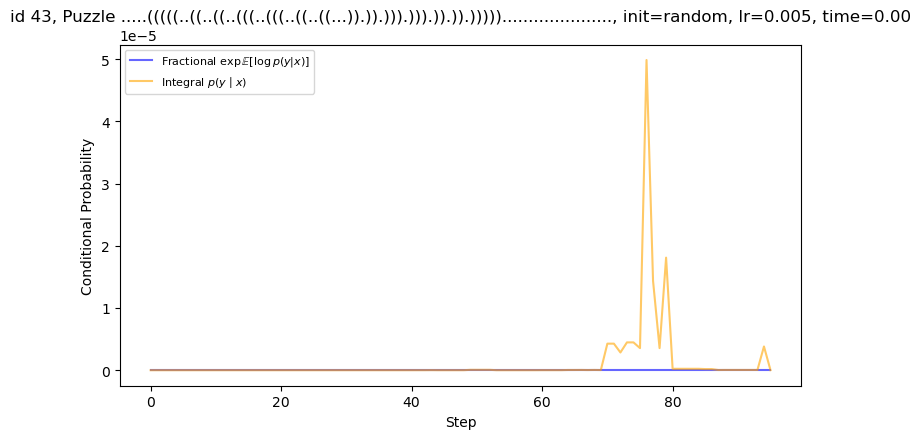 id 43, Puzzle .....(((((..((..((..(((..(((..((..((...)).)).))).))).)).)).)))))....................., init=random, lr=0.005, time=0.00
1e−5
Fractional exp𝔼[log p(y|x)]
Integral p(y | x)
5
4
3
2
1
0
Conditional Probability
0 20 40 60 80
Step